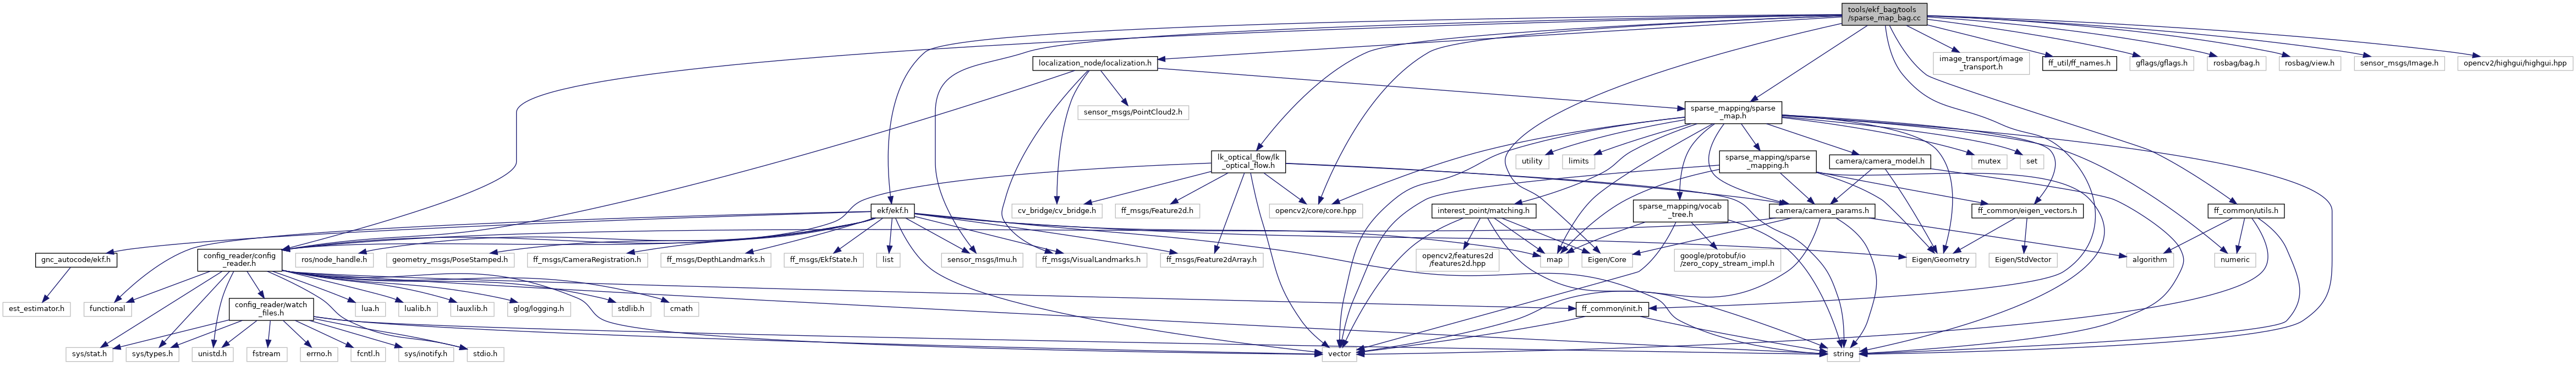 tools/ekf_bag/tools
/sparse_map_bag.cc
localization_node/localization.h
image_transport/image
_transport.h
ff_util/ff_names.h
gflags/gflags.h
rosbag/bag.h
rosbag/view.h
sensor_msgs/Image.h
opencv2/highgui/highgui.hpp
sensor_msgs/PointCloud2.h
sparse_mapping/sparse
_map.h
lk_optical_flow/lk
_optical_flow.h
utility
limits
sparse_mapping/sparse
_mapping.h
camera/camera_model.h
mutex
set
ekf/ekf.h
cv_bridge/cv_bridge.h
ff_msgs/Feature2d.h
opencv2/core/core.hpp
interest_point/matching.h
sparse_mapping/vocab
_tree.h
camera/camera_params.h
ff_common/eigen_vectors.h
ff_common/utils.h
gnc_autocode/ekf.h
config_reader/config
_reader.h
ros/node_handle.h
geometry_msgs/PoseStamped.h
ff_msgs/CameraRegistration.h
ff_msgs/DepthLandmarks.h
ff_msgs/EkfState.h
list
sensor_msgs/Imu.h
ff_msgs/VisualLandmarks.h
ff_msgs/Feature2dArray.h
opencv2/features2d
/features2d.hpp
map
Eigen/Core
google/protobuf/io
/zero_copy_stream_impl.h
Eigen/Geometry
Eigen/StdVector
algorithm
numeric
est_estimator.h
functional
config_reader/watch
_files.h
lua.h
lualib.h
lauxlib.h
glog/logging.h
stdlib.h
cmath
ff_common/init.h
sys/stat.h
sys/types.h
unistd.h
fstream
errno.h
fcntl.h
sys/inotify.h
stdio.h
vector
string